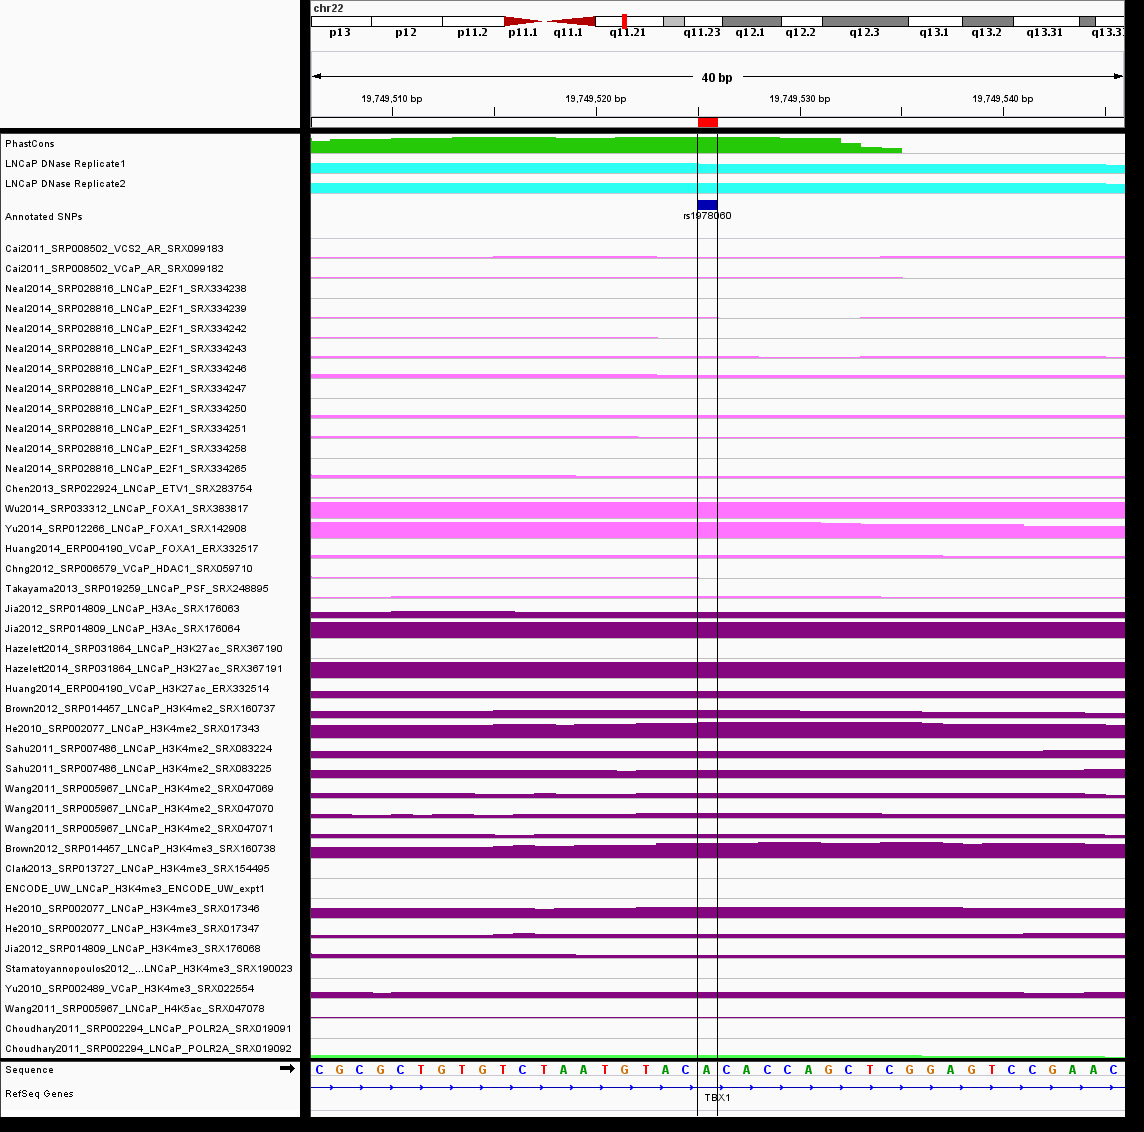 chr22
p13 p12 p11.2 p11.1 q11.1 q11.21 q11.23 q12.1 q12.2 q12.3 q13.1 q13.2 q13.31 q13.31
40 bp
19,749,510 bp 19,749,520 bp 19,749,530 bp 19,749,540 bp
PhastCons
LNCaP DNase Replicate1
LNCaP DNase Replicate2
Annotated SNPs
rs1978060
Cai2011_SRP008502_VCS2_AR_SRX099183
Cai2011_SRP008502_VCaP_AR_SRX099182
Neal2014_SRP028816_LNCaP_E2F1_SRX334238
Neal2014_SRP028816_LNCaP_E2F1_SRX334239
Neal2014_SRP028816_LNCaP_E2F1_SRX334242
Neal2014_SRP028816_LNCaP_E2F1_SRX334243
Neal2014_SRP028816_LNCaP_E2F1_SRX334246
Neal2014_SRP028816_LNCaP_E2F1_SRX334247
Neal2014_SRP028816_LNCaP_E2F1_SRX334250
Neal2014_SRP028816_LNCaP_E2F1_SRX334251
Neal2014_SRP028816_LNCaP_E2F1_SRX334258
Neal2014_SRP028816_LNCaP_E2F1_SRX334265
Chen2013_SRP022924_LNCaP_ETV1_SRX283754
Wu2014_SRP033312_LNCaP_FOXA1_SRX383817
Yu2014_SRP012266_LNCaP_FOXA1_SRX142908
Huang2014_ERP004190_VCaP_FOXA1_ERX332517
Chng2012_SRP006579_VCaP_HDAC1_SRX059710
Takayama2013_SRP019259_LNCaP_PSF_SRX248895
Jia2012_SRP014809_LNCaP_H3Ac_SRX176063
Jia2012_SRP014809_LNCaP_H3Ac_SRX176064
Hazelett2014_SRP031864_LNCaP_H3K27ac_SRX367190
Hazelett2014_SRP031864_LNCaP_H3K27ac_SRX367191
Huang2014_ERP004190_VCaP_H3K27ac_ERX332514
Brown2012_SRP014457_LNCaP_H3K4me2_SRX160737
He2010_SRP002077_LNCaP_H3K4me2_SRX017343
Sahu2011_SRP007486_LNCaP_H3K4me2_SRX083224
Sahu2011_SRP007486_LNCaP_H3K4me2_SRX083225
Wang2011_SRP005967_LNCaP_H3K4me2_SRX047069
Wang2011_SRP005967_LNCaP_H3K4me2_SRX047070
Wang2011_SRP005967_LNCaP_H3K4me2_SRX047071
Brown2012_SRP014457_LNCaP_H3K4me3_SRX160738
Clark2013_SRP013727_LNCaP_H3K4me3_SRX154495
ENCODE_UW_LNCaP_H3K4me3_ENCODE_UW_expt1
He2010_SRP002077_LNCaP_H3K4me3_SRX017346
He2010_SRP002077_LNCaP_H3K4me3_SRX017347
Jia2012_SRP014809_LNCaP_H3K4me3_SRX176068
Stamatoyannopoulos2012_...LNCaP_H3K4me3_SRX190023
Yu2010_SRP002489_VCaP_H3K4me3_SRX022554
Wang2011_SRP005967_LNCaP_H4K5ac_SRX047078
Choudhary2011_SRP002294_LNCaP_POLR2A_SRX019091
Choudhary2011_SRP002294_LNCaP_POLR2A_SRX019092
Sequence C G C G C T G T G T C T A A T G T A C A C A C C A G C T C G G A G T C C G A A C
RefSeq Genes
TBX1